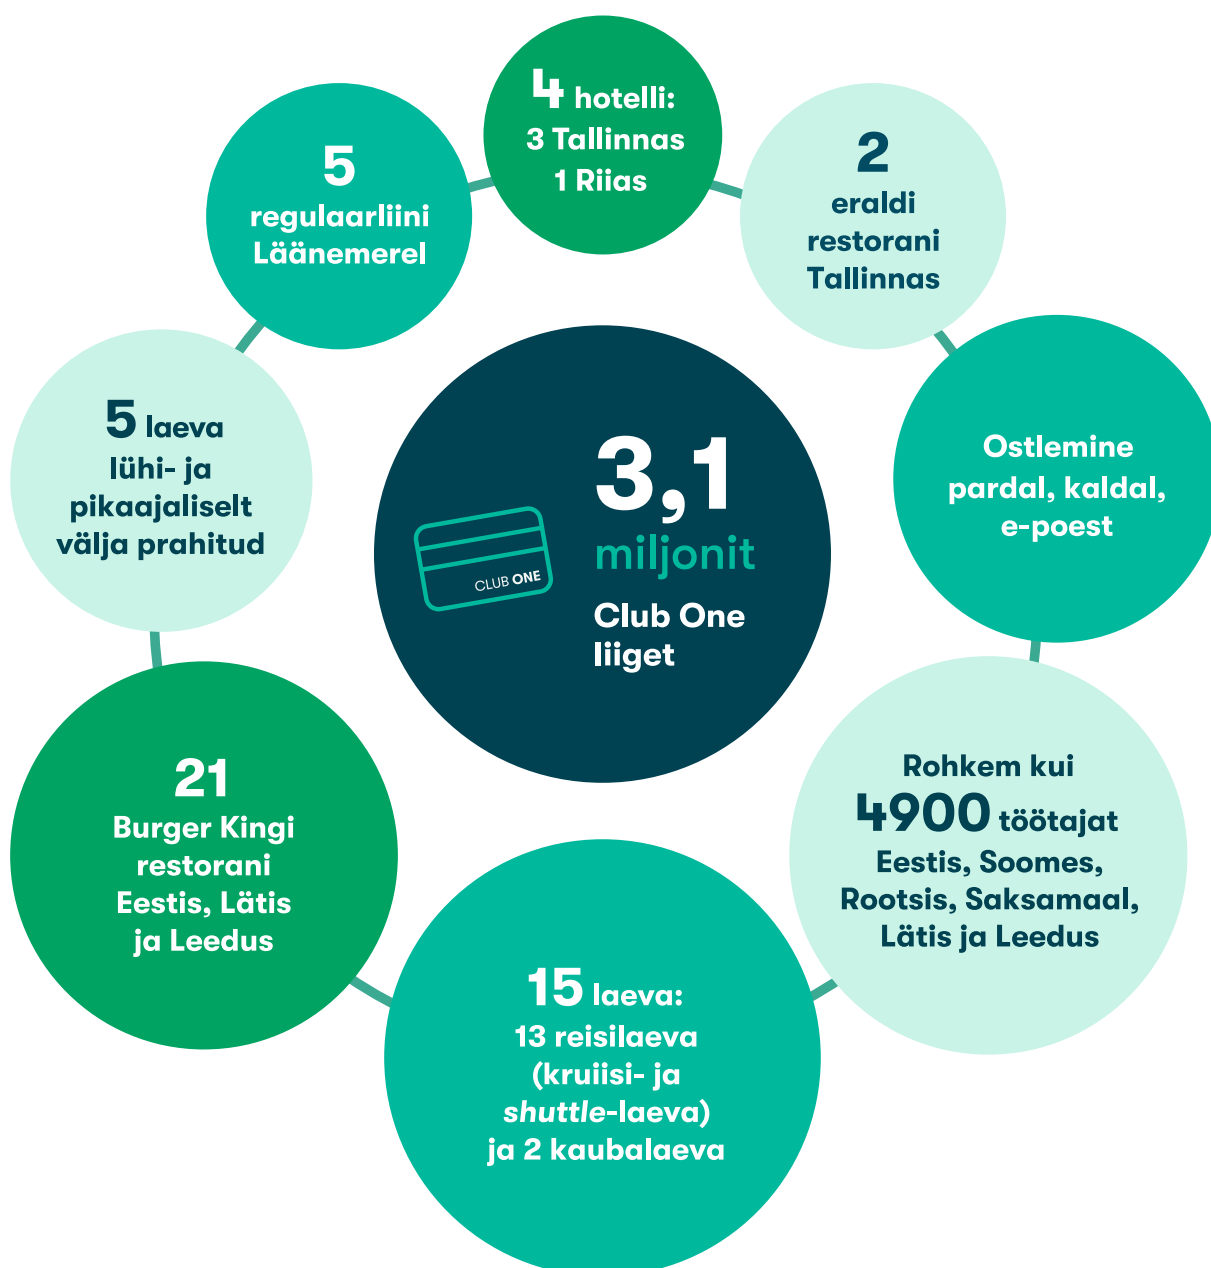 4 hotelli:
3 Tallinnas
1 Riias
2
eraldi
restorani
Tallinnas
Ostlemine
pardal, kaldal,
e-poest
Rohkem kui
4900 töötajat
Eestis, Soomes,
Rootsis, Saksamaal,
Lätis ja Leedus
15 laeva:
13 reisilaeva
(kruiisi- ja
shuttle-laeva)
ja 2 kaubalaeva
21
Burger Kingi
restorani
Eestis, Lätis
ja Leedus
5 laeva
lühi- ja
pikaajaliselt
välja prahitud
5
regulaarliini
Läänemerel
3,1
miljonit
Club One
liiget
CLUB ONE